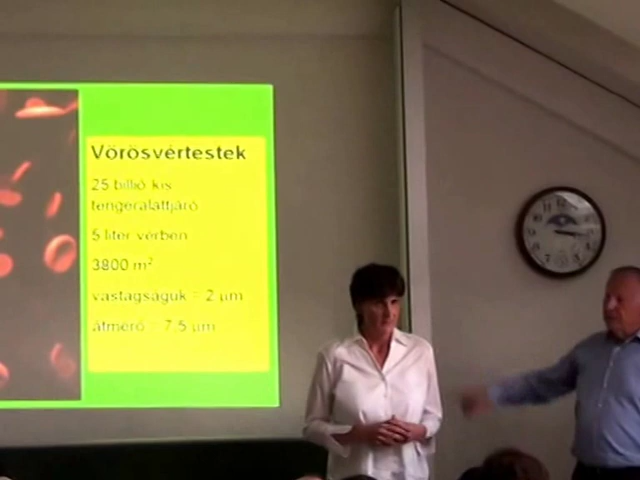 Vörösvértestek
25 billió kis
tengeralattjáró
5 liter vérben
3800 m²
vastagságuk = 2 µm
átmérő = 7,5 µm